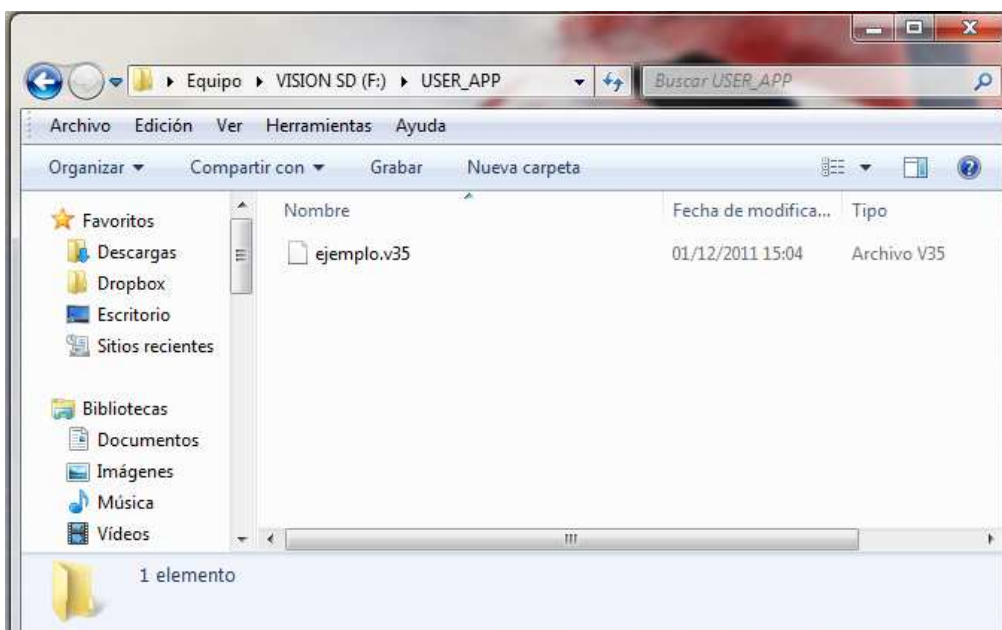 Equipo VISION SD (F:) USER_APP Buscar USER_APP
Archivo Edición Ver Herramientas Ayuda
Organizar Compartir con Grabar Nueva carpeta
Favoritos
Descargas
Dropbox
Escritorio
Sitios recientes
Bibliotecas
Documentos
Imágenes
Música
Vídeos
Nombre Fecha de modifica... Tipo
ejemplo.v35 01/12/2011 15:04 Archivo V35
1 elemento